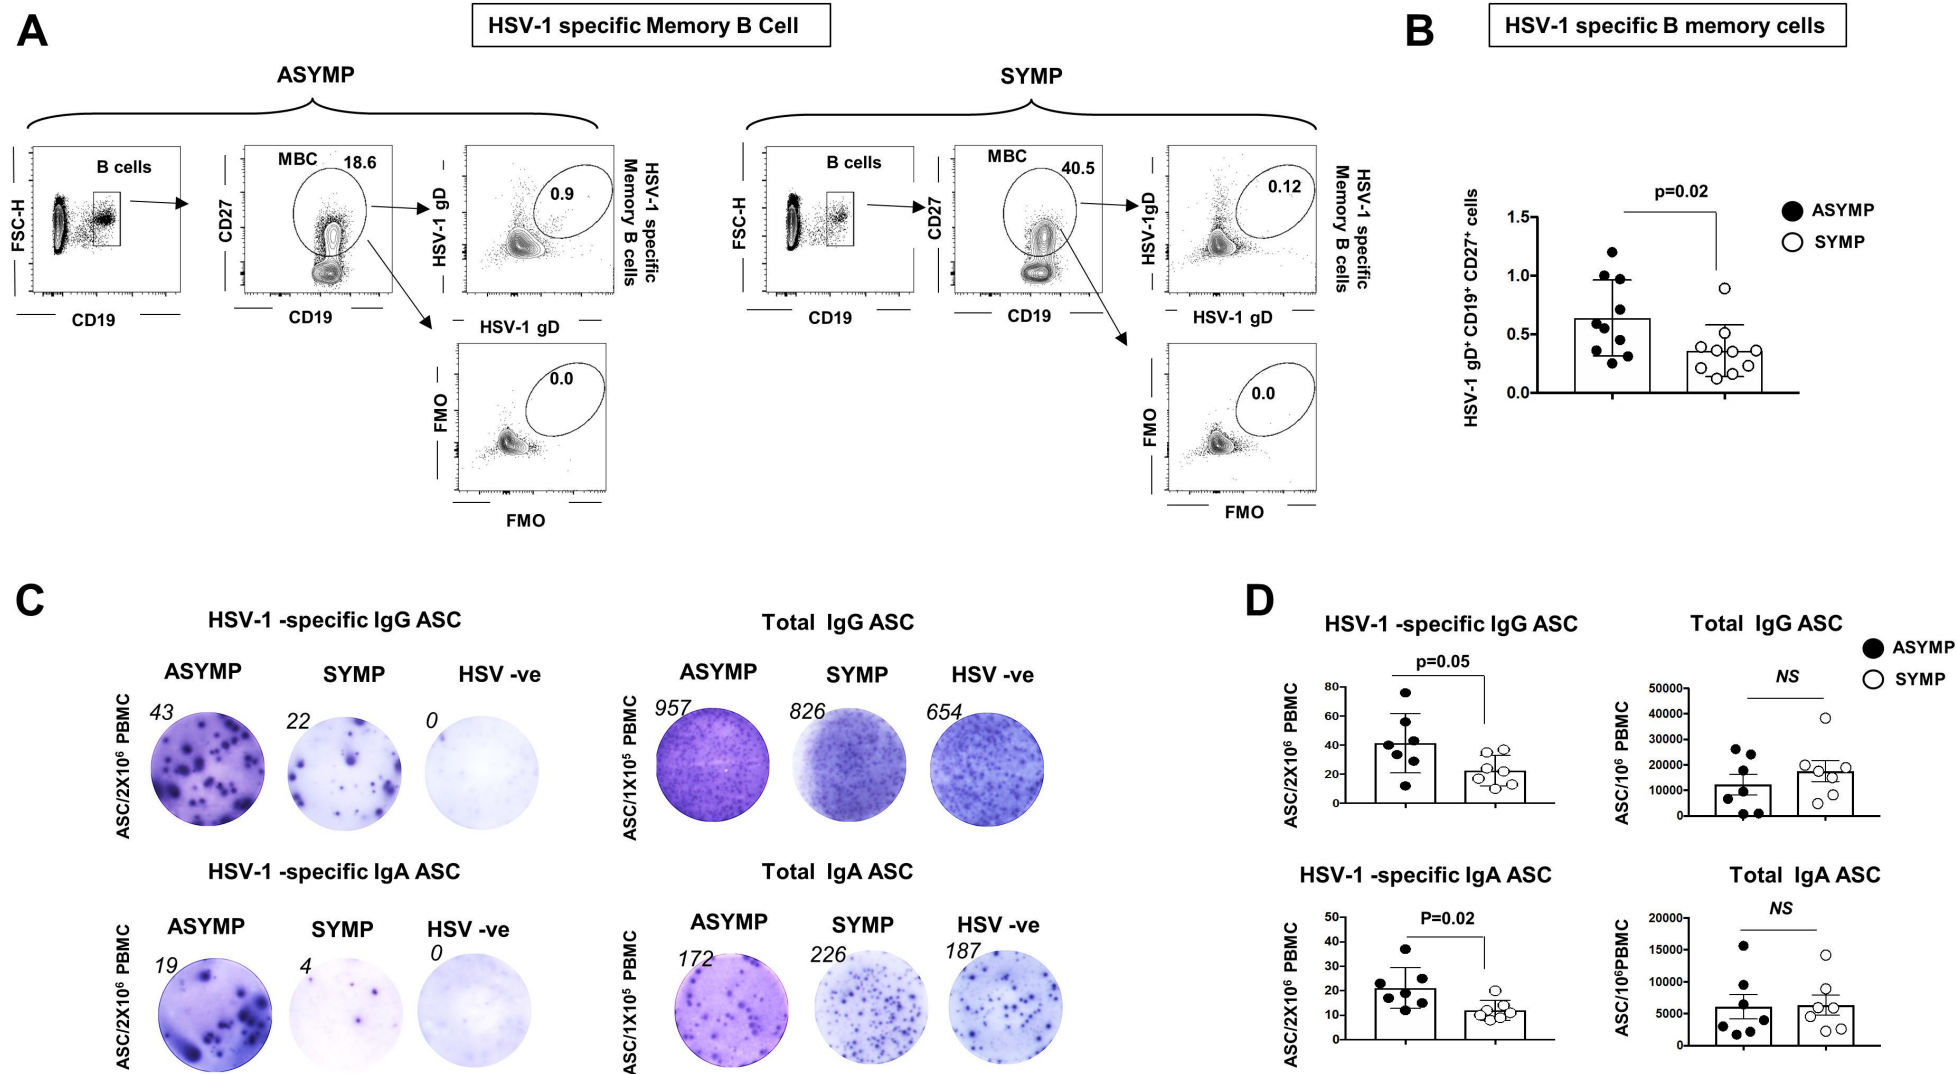 A
HSV-1 specific Memory B Cell
ASYMP
SYMP
FSC-H
B cells
CD19
CD27
MBC
18.6
CD19
HSV-1 gD
0.9
HSV-1 specific
Memory B cells
HSV-1 gD
FMO
0.0
FMO
FSC-H
B cells
CD19
CD27
MBC
40.5
CD19
HSV-1gD
0.12
HSV-1 specific
Memory B cells
HSV-1 gD
FMO
0.0
FMO
B
HSV-1 specific B memory cells
HSV-1 gD⁺ CD19⁺ CD27⁺ cells
1.5
1.0
0.5
0.0
p=0.02
ASYMP
SYMP
C
HSV-1 -specific IgG ASC
ASYMP
SYMP
HSV -ve
ASC/2X10⁶ PBMC
43
22
0
Total IgG ASC
ASYMP
SYMP
HSV -ve
ASC/1X10⁵ PBMC
957
826
654
HSV-1 -specific IgA ASC
ASYMP
SYMP
HSV -ve
ASC/2X10⁶ PBMC
19
4
0
Total IgA ASC
ASYMP
SYMP
HSV -ve
ASC/1X10⁵ PBMC
172
226
187
D
HSV-1 -specific IgG ASC
p=0.05
ASC/2X10⁶ PBMC
80
60
40
20
0
Total IgG ASC
ASYMP
SYMP
NS
ASC/10⁶ PBMC
50000
40000
30000
20000
10000
0
HSV-1 -specific IgA ASC
P=0.02
ASC/2X10⁶ PBMC
50
40
30
20
10
0
Total IgA ASC
NS
ASC/10⁶PBMC
20000
15000
10000
5000
0